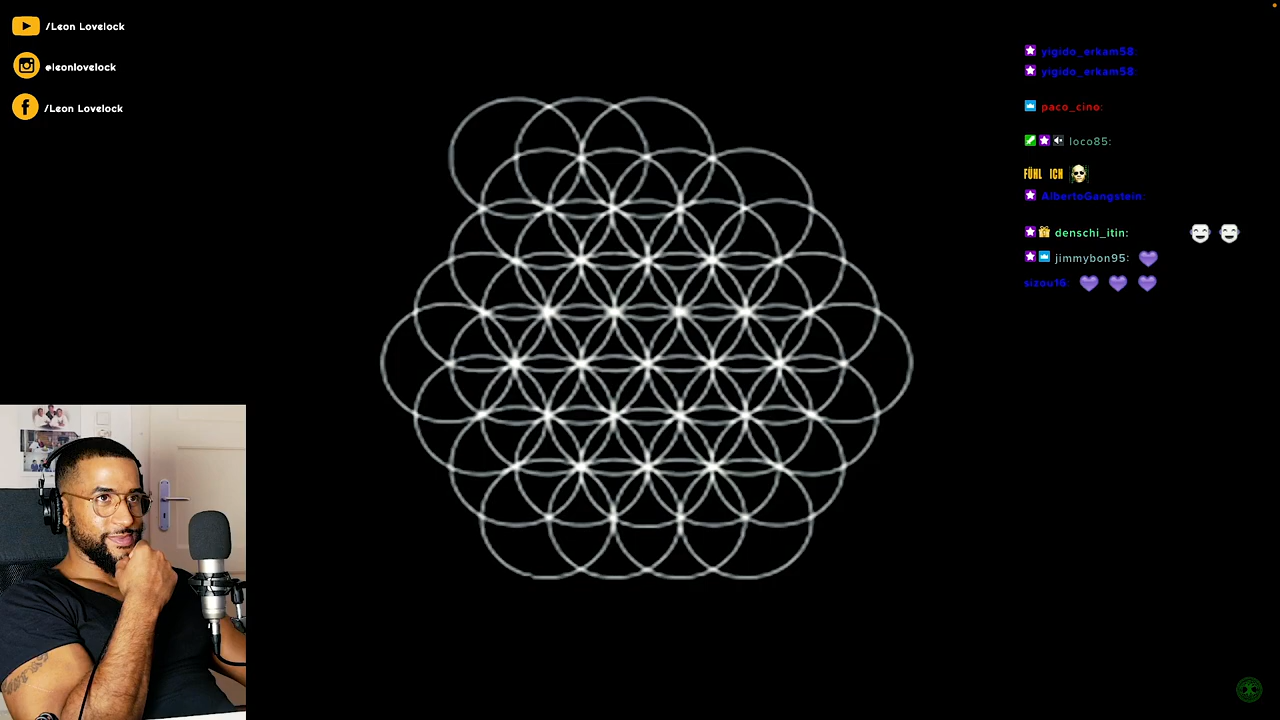 /Leon Lovelock
@leonlovelock
/Leon Lovelock
yigido_erkam58:
yigido_erkam58:
paco_cino:
loco85:
FÜHL ICH
AlbertoGangstein:
denschi_itin:
jimmybon95:
sizou16: